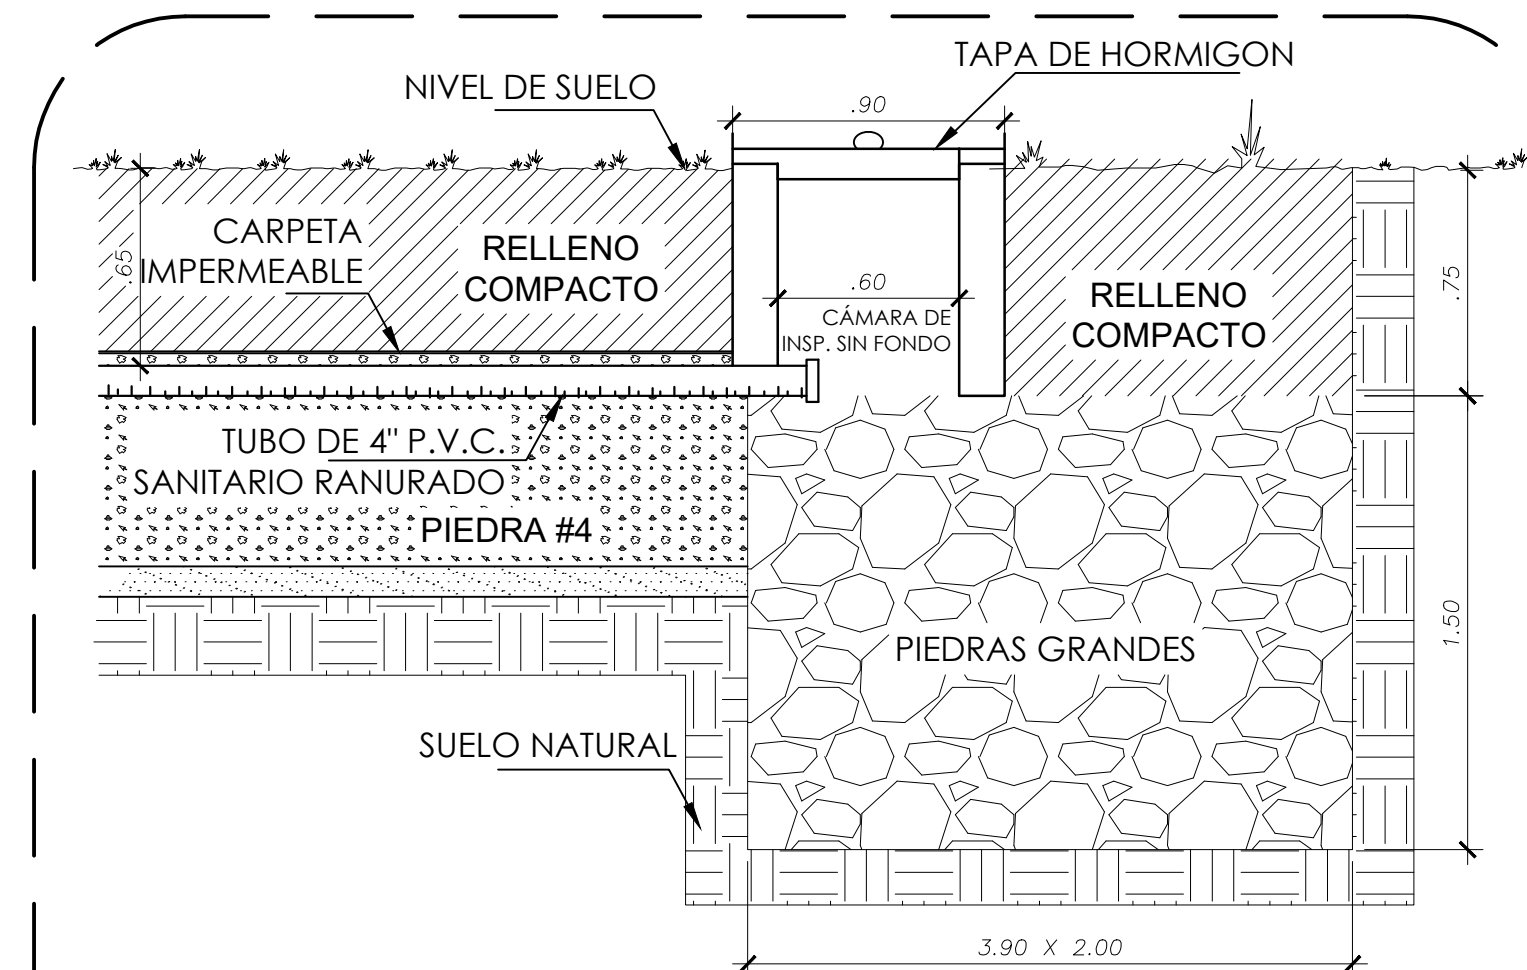 TAPA DE HORMIGON
NIVEL DE SUELO
.90
CARPETA
IMPERMEABLE
.65
RELLENO
COMPACTO
.60
CÁMARA DE
INSP. SIN FONDO
RELLENO
COMPACTO
.75
TUBO DE 4" P.V.C.
SANITARIO RANURADO
PIEDRA #4
PIEDRAS GRANDES
1.50
SUELO NATURAL
3.90 X 2.00